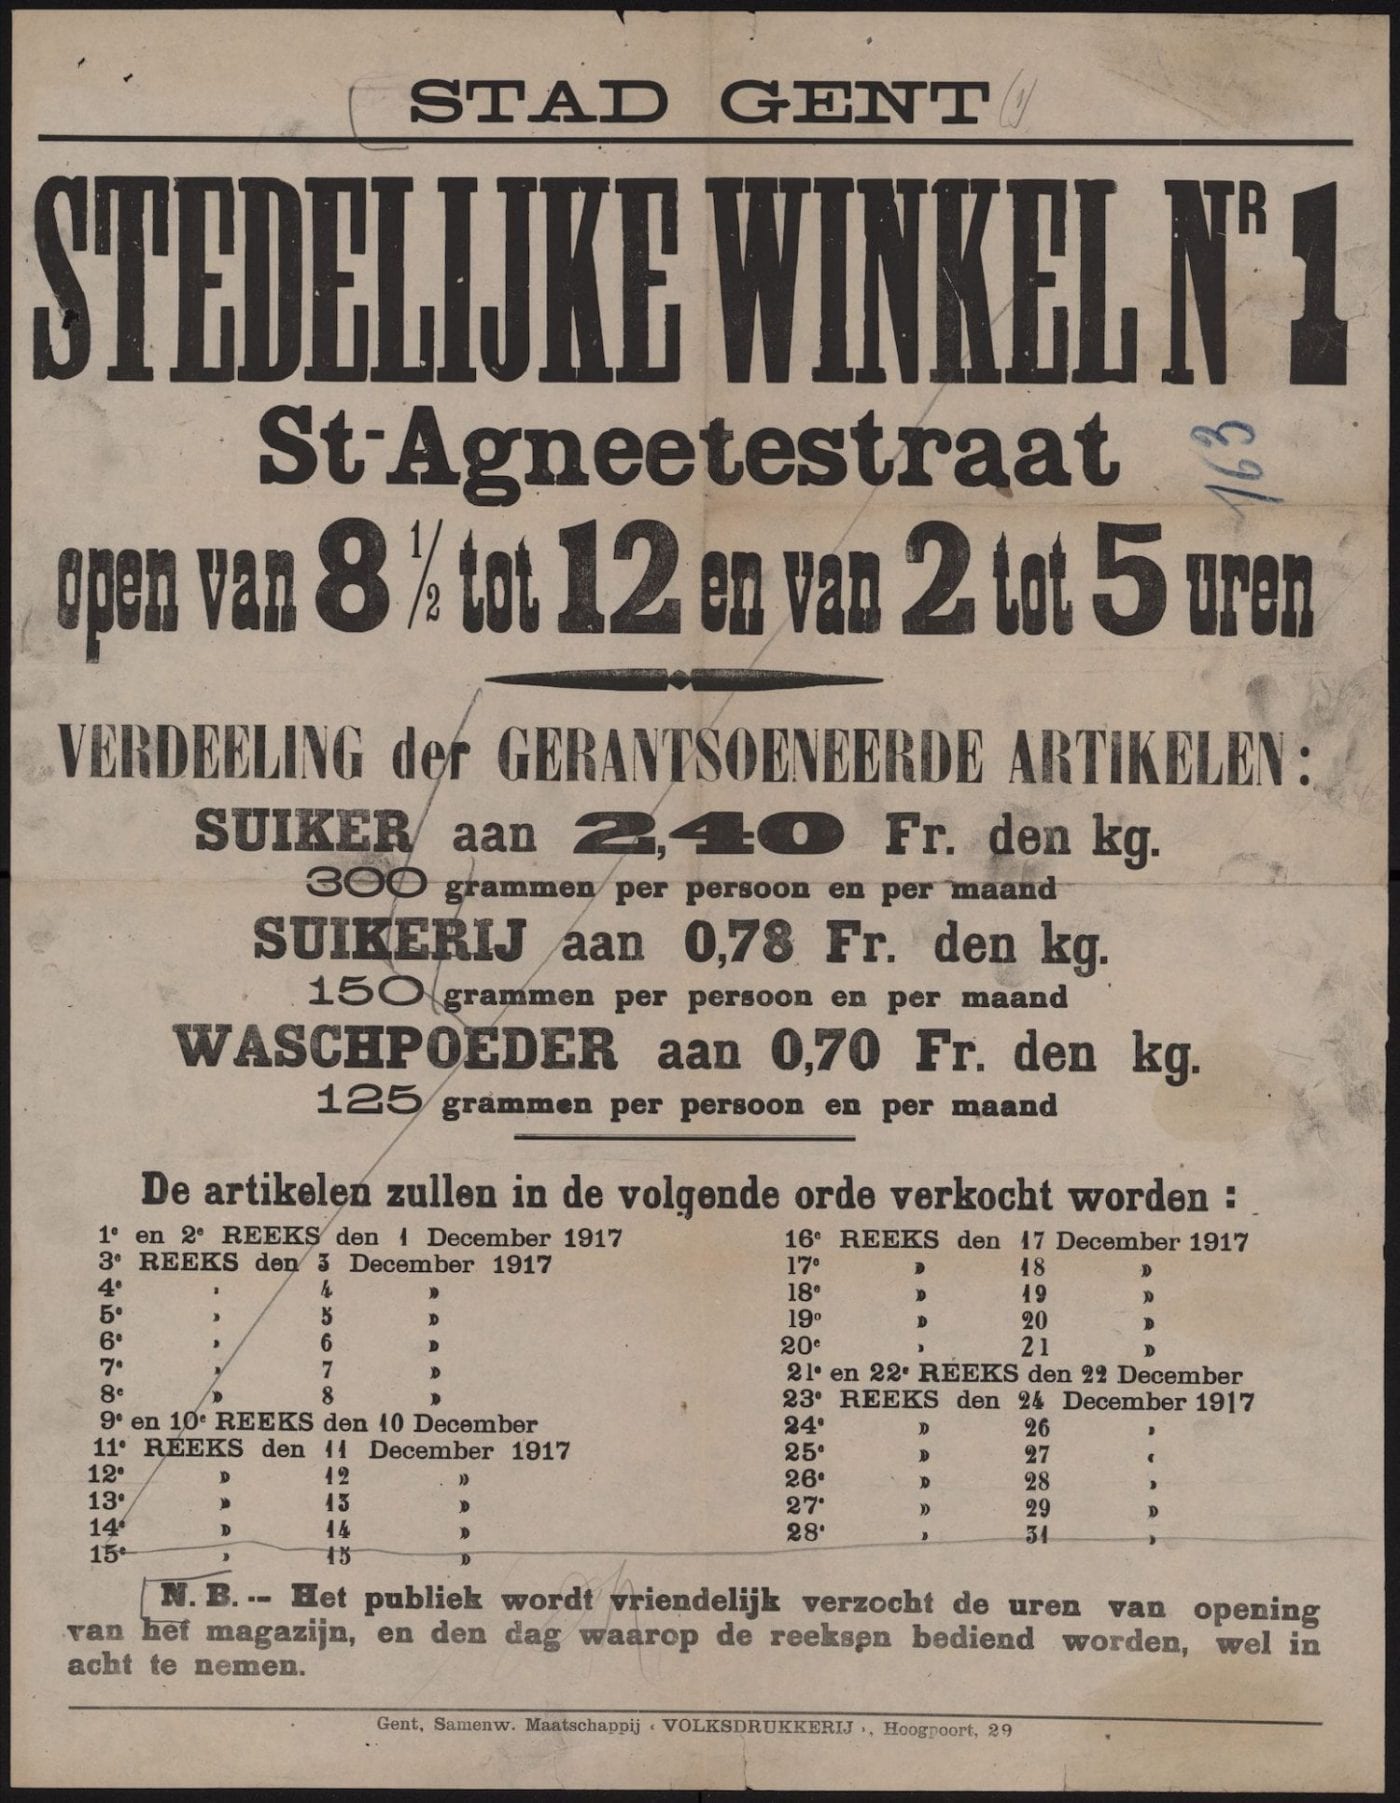 STAD GENT
STEDELIJKE WINKEL NR 1
St-Agneetestraat
open van 8 1/2 tot 12 en van 2 tot 5 uren
VERDEELING der GERANTSOENEERDE ARTIKELEN:
SUIKER aan 2,40 Fr. den kg.
300 grammen per persoon en per maand
SUIKERIJ aan 0,78 Fr. den kg.
150 grammen per persoon en per maand
WASCHPOEDER aan 0,70 Fr. den kg.
125 grammen per persoon en per maand
De artikelen zullen in de volgende orde verkocht worden :
1e en 2e REEKS den 1 December 1917
3e REEKS den 3 December 1917
4e » 4 »
5e » 5 »
6e » 6 »
7e » 7 »
8e » 8 »
9e en 10e REEKS den 10 December
11e REEKS den 11 December 1917
12e » 12 »
13e » 13 »
14e » 14 »
15e » 15 »
16e REEKS den 17 December 1917
17e » 18 »
18e » 19 »
19e » 20 »
20e » 21 »
21e en 22e REEKS den 22 December
23e REEKS den 24 December 1917
24e » 26 »
25e » 27 »
26e » 28 »
27e » 29 »
28e » 31 »
N. B. -- Het publiek wordt vriendelijk verzocht de uren van opening
van het magazijn, en den dag waarop de reeksen bediend worden, wel in
acht te nemen.
Gent, Samenw. Maatschappij « VOLKSDRUKKERIJ », Hoogpoort, 29
163